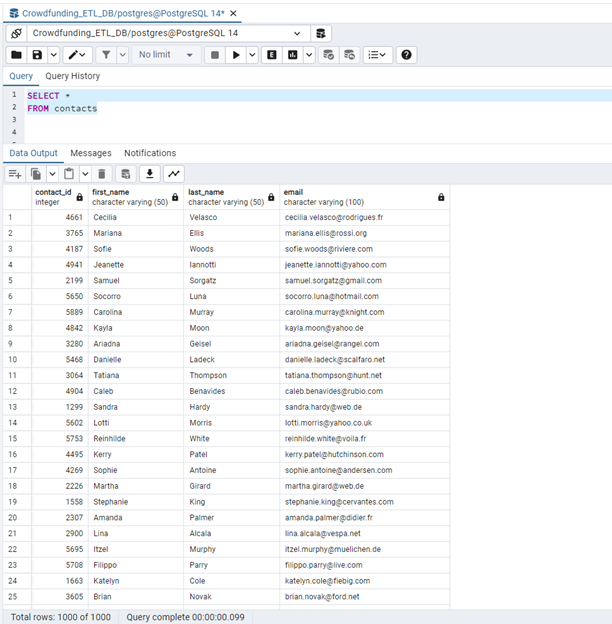 Crowdfunding_ETL_DB/postgres@PostgreSQL 14*
Crowdfunding_ETL_DB/postgres@PostgreSQL 14
No limit
Query Query History
1 SELECT *
2 FROM contacts
3
4
Data Output Messages Notifications
contact_id first_name last_name email
integer character varying (50) character varying (50) character varying (100)
1 4661 Cecilia Velasco cecilia.velasco@rodrigues.fr
2 3765 Mariana Ellis mariana.ellis@rossi.org
3 4187 Sofie Woods sofie.woods@riviere.com
4 4941 Jeanette Iannotti jeanette.iannotti@yahoo.com
5 2199 Samuel Sorgatz samuel.sorgatz@gmail.com
6 5650 Socorro Luna socorro.luna@hotmail.com
7 5889 Carolina Murray carolina.murray@knight.com
8 4842 Kayla Moon kayla.moon@yahoo.de
9 3280 Ariadna Geisel ariadna.geisel@rangel.com
10 5468 Danielle Ladeck danielle.ladeck@scalfaro.net
11 3064 Tatiana Thompson tatiana.thompson@hunt.net
12 4904 Caleb Benavides caleb.benavides@rubio.com
13 1299 Sandra Hardy sandra.hardy@web.de
14 5602 Lotti Morris lotti.morris@yahoo.co.uk
15 5753 Reinhilde White reinhilde.white@voila.fr
16 4495 Kerry Patel kerry.patel@hutchinson.com
17 4269 Sophie Antoine sophie.antoine@andersen.com
18 2226 Martha Girard martha.girard@web.de
19 1558 Stephanie King stephanie.king@cervantes.com
20 2307 Amanda Palmer amanda.palmer@didier.fr
21 2900 Lina Alcala lina.alcala@vespa.net
22 5695 Itzel Murphy itzel.murphy@muelichen.de
23 5708 Filippo Parry filippo.parry@live.com
24 1663 Katelyn Cole katelyn.cole@fiebig.com
25 3605 Brian Novak brian.novak@ford.net
Total rows: 1000 of 1000 Query complete 00:00:00.099